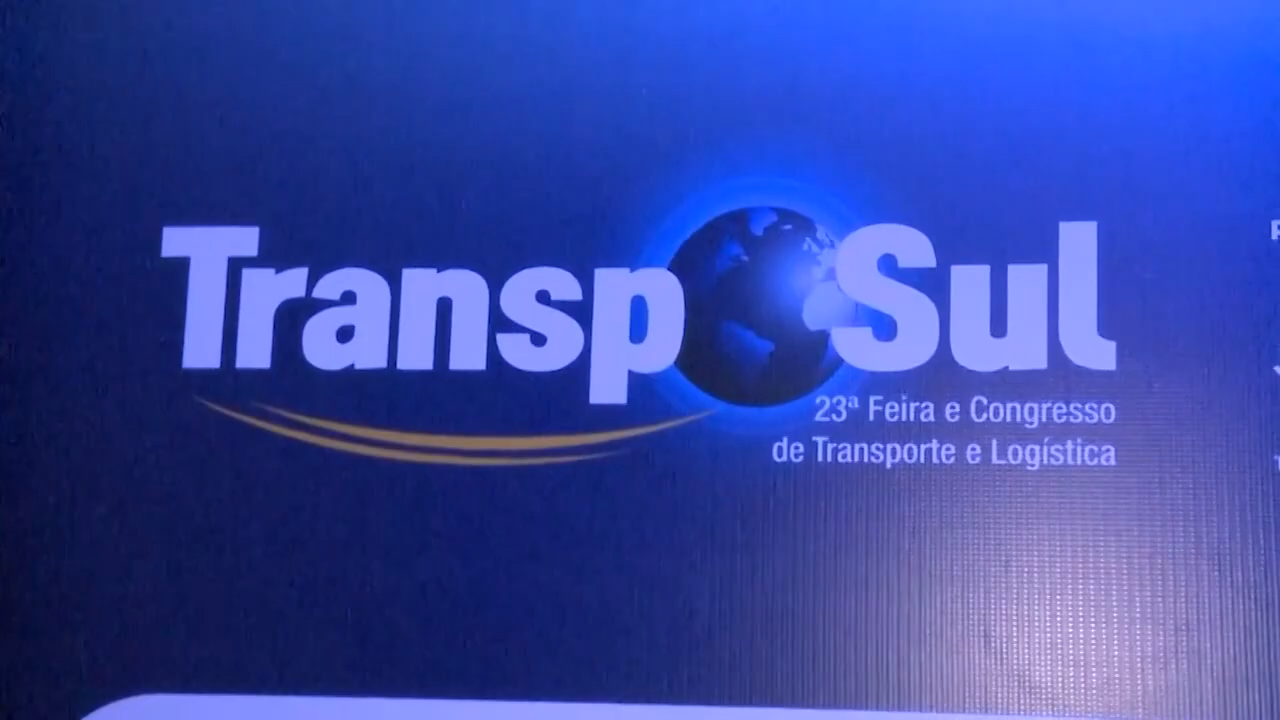 TranspoSul
23ª Feira e Congresso
de Transporte e Logística